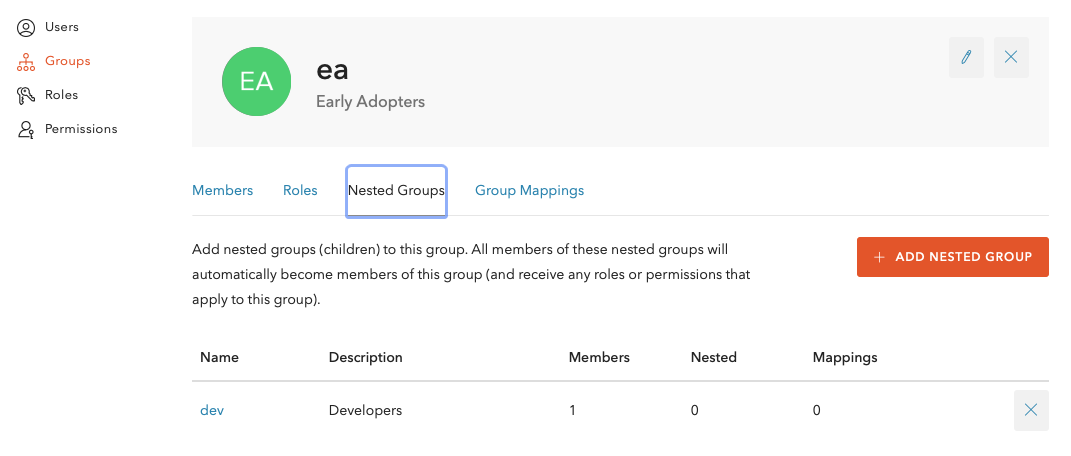 Users
Groups
Roles
Permissions
EA
ea
Early Adopters
Members Roles Nested Groups Group Mappings
Add nested groups (children) to this group. All members of these nested groups will
automatically become members of this group (and receive any roles or permissions that
apply to this group).
+ ADD NESTED GROUP
Name Description Members Nested Mappings
dev Developers 1 0 0